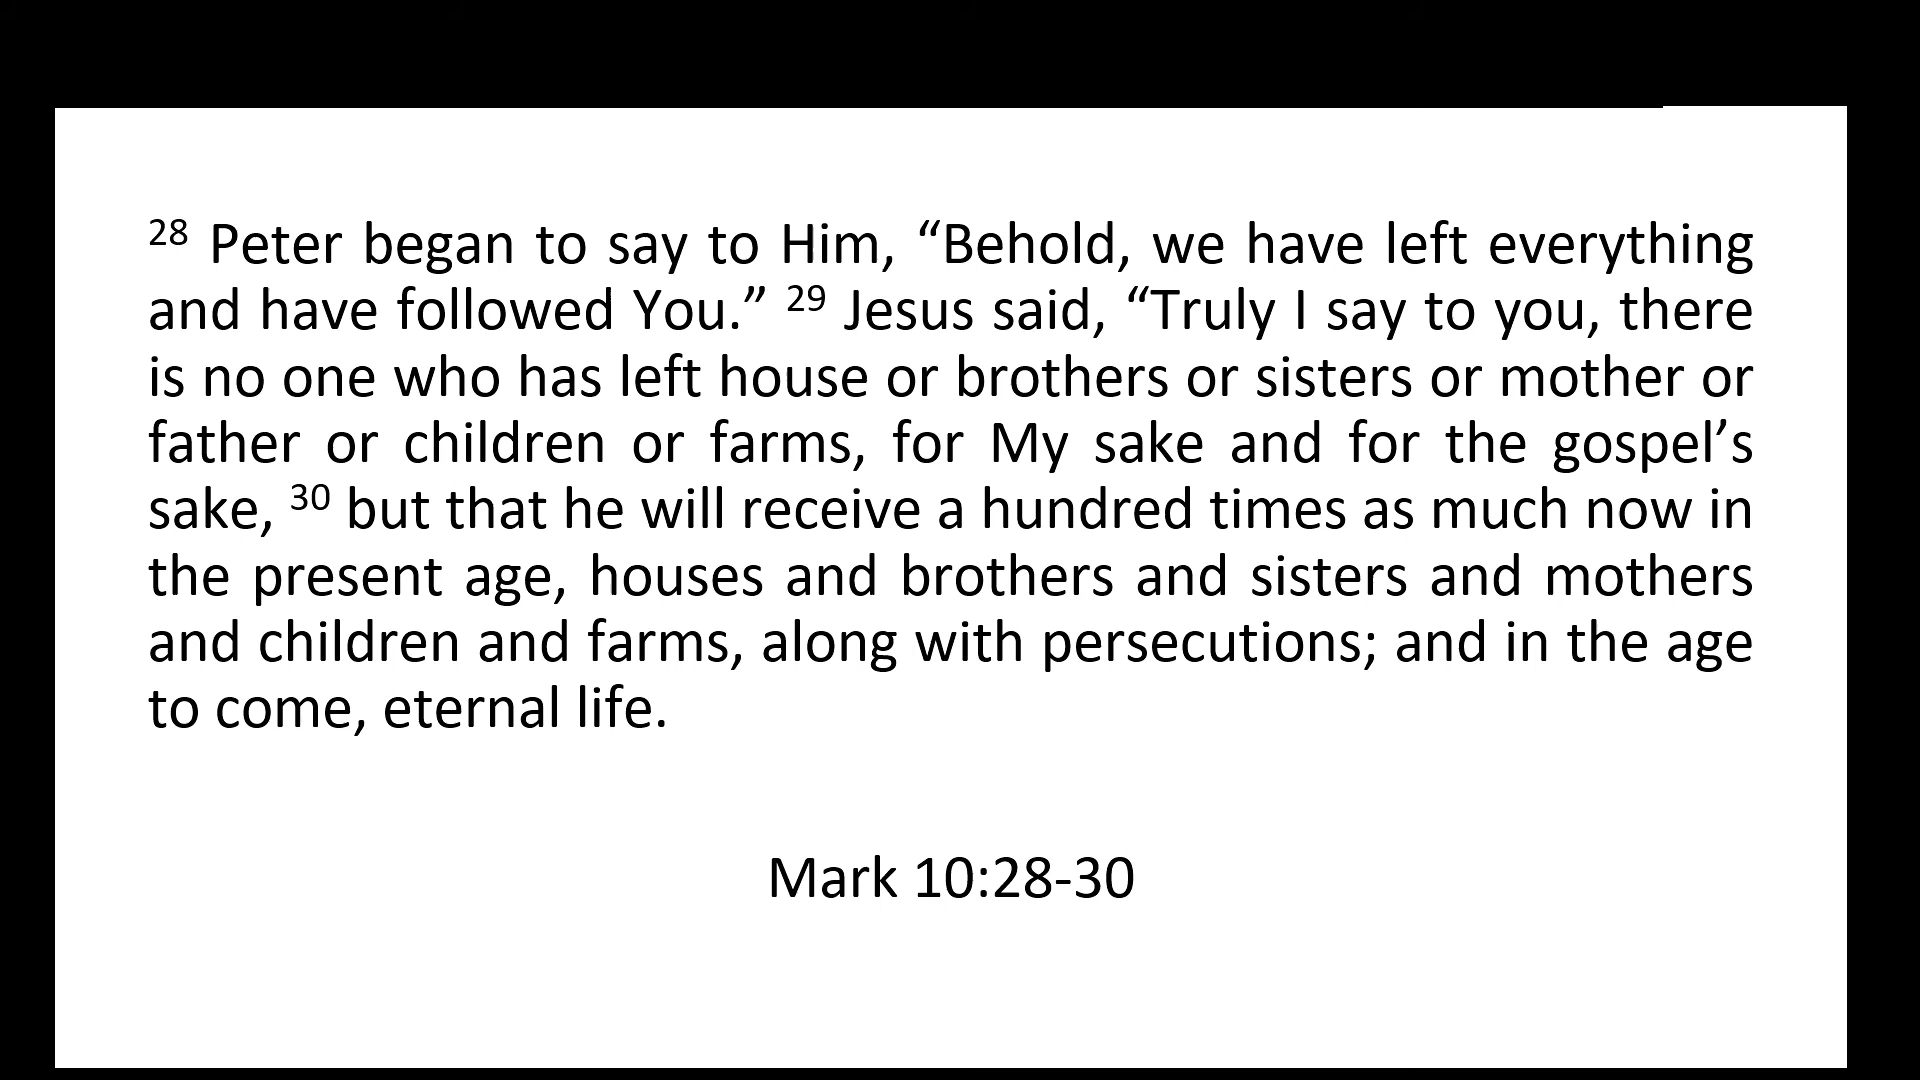 28 Peter began to say to Him, “Behold, we have left everything
and have followed You.” 29 Jesus said, “Truly I say to you, there
is no one who has left house or brothers or sisters or mother or
father or children or farms, for My sake and for the gospel’s
sake, 30 but that he will receive a hundred times as much now in
the present age, houses and brothers and sisters and mothers
and children and farms, along with persecutions; and in the age
to come, eternal life.
Mark 10:28-30